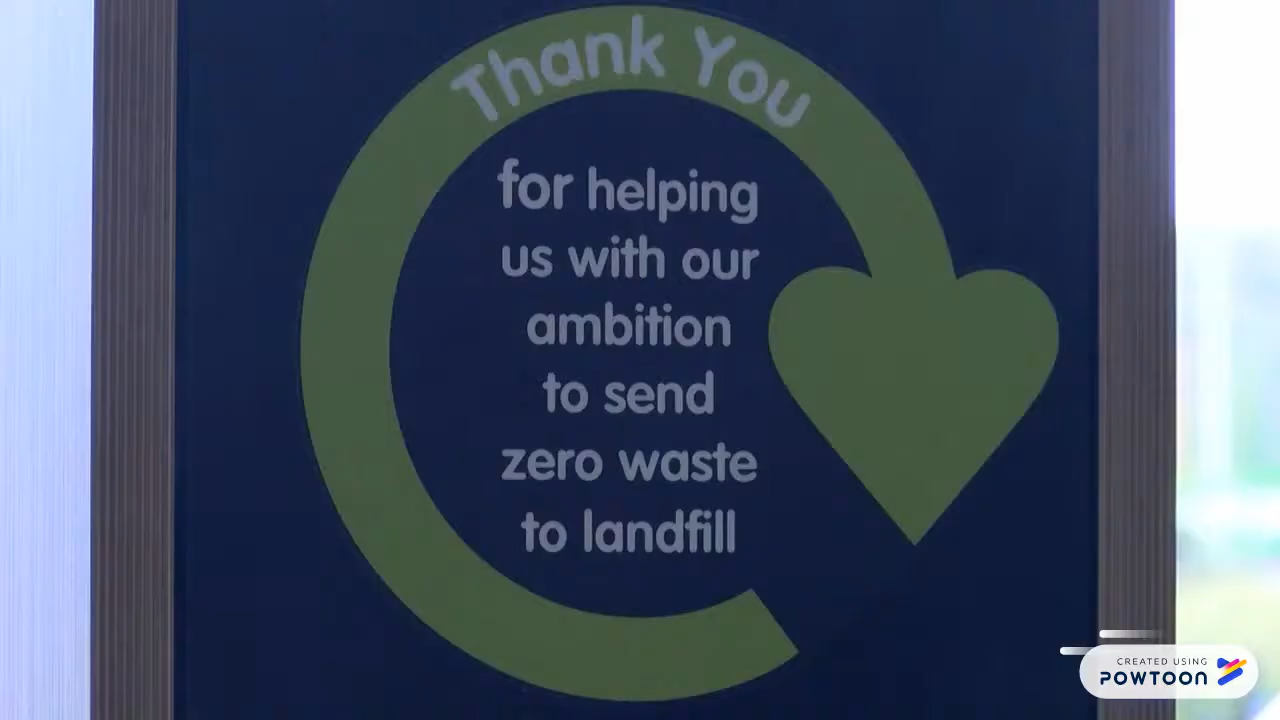 Thank You
for helping
us with our
ambition
to send
zero waste
to landfill
CREATED USING
POWTOON